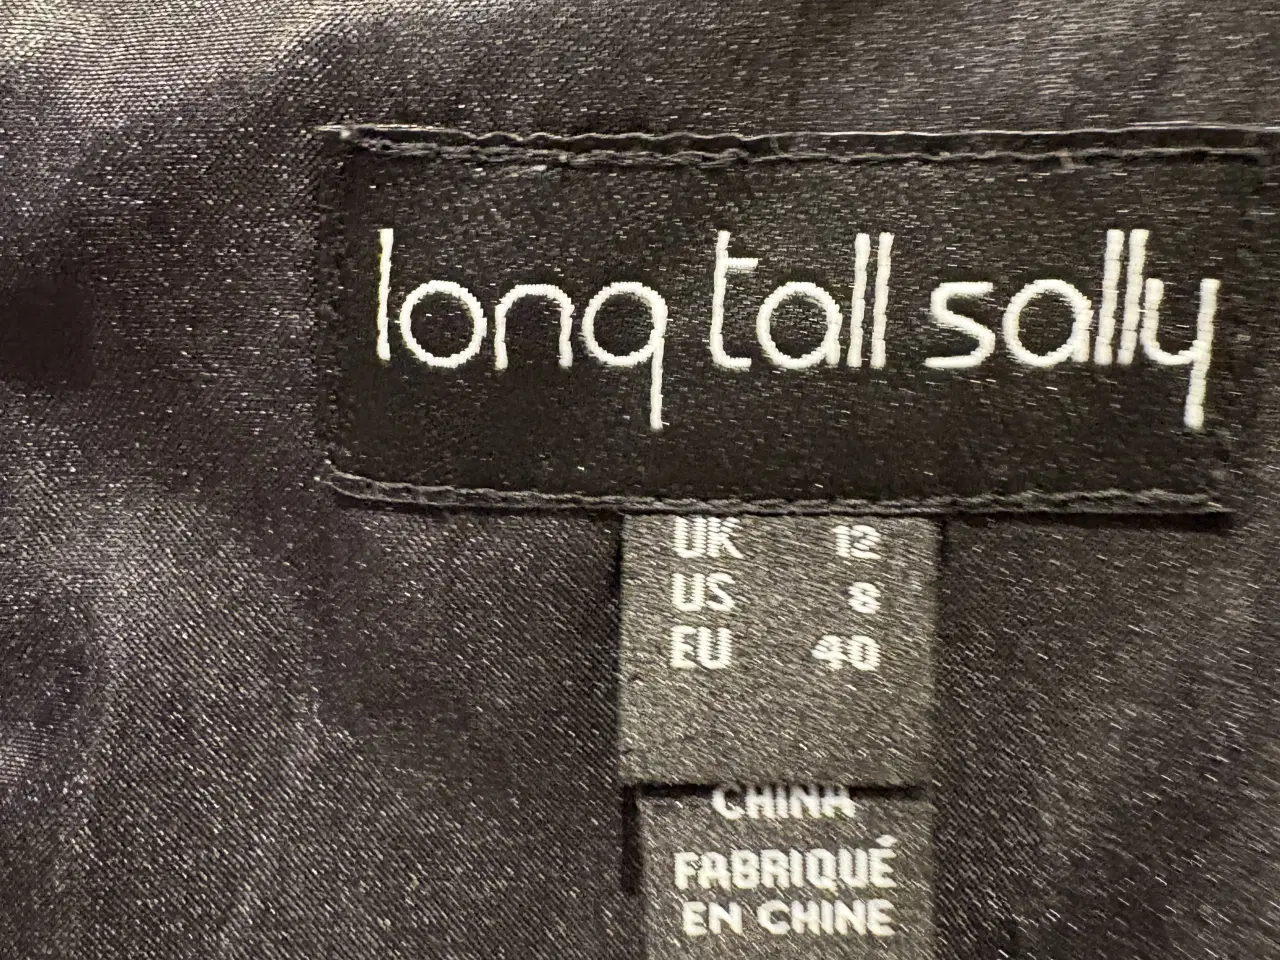 long tall sally
UK 12
US 8
EU 40
CHINA
FABRIQUÉ
EN CHINE